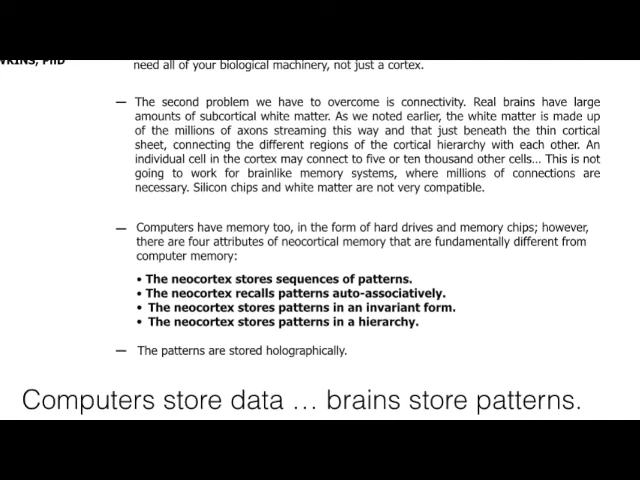 WKINS, PhD
need all of your biological machinery, not just a cortex.
— The second problem we have to overcome is connectivity. Real brains have large
amounts of subcortical white matter. As we noted earlier, the white matter is made up
of the millions of axons streaming this way and that just beneath the thin cortical
sheet, connecting the different regions of the cortical hierarchy with each other. An
individual cell in the cortex may connect to five or ten thousand other cells... This is not
going to work for brainlike memory systems, where millions of connections are
necessary. Silicon chips and white matter are not very compatible.
— Computers have memory too, in the form of hard drives and memory chips; however,
there are four attributes of neocortical memory that are fundamentally different from
computer memory:
• The neocortex stores sequences of patterns.
• The neocortex recalls patterns auto-associatively.
• The neocortex stores patterns in an invariant form.
• The neocortex stores patterns in a hierarchy.
— The patterns are stored holographically.
Computers store data ... brains store patterns.